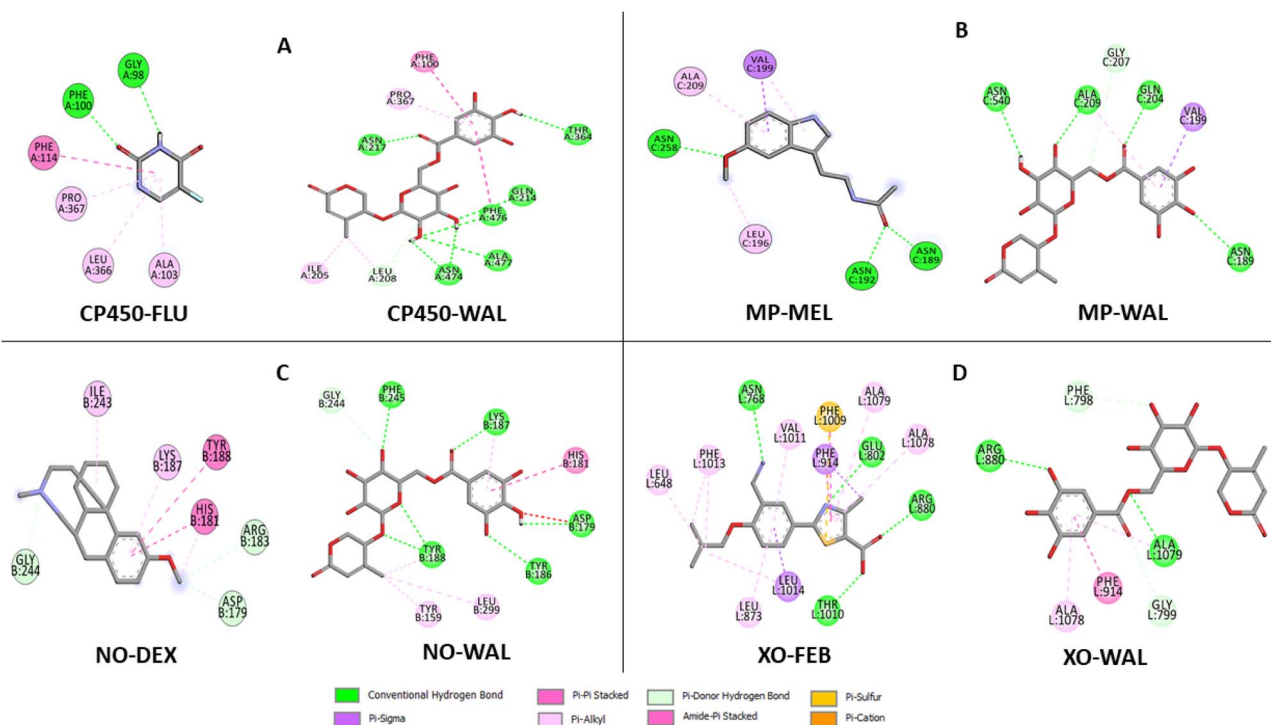 A
GLY
A:98
PHE
A:100
PHE
A:114
PRO
A:367
LEU
A:366
ALA
A:103
CP450-FLU
PHE
A:100
PRO
A:367
ASN
A:217
THR
A:364
GLN
A:214
PHE
A:476
ALA
A:477
ASN
A:474
ILE
A:205
LEU
A:208
CP450-WAL
B
VAL
C:199
ALA
C:209
ASN
C:258
LEU
C:196
ASN
C:192
ASN
C:189
MP-MEL
GLY
C:207
ASN
C:540
ALA
C:209
GLN
C:204
VAL
C:199
ASN
C:189
MP-WAL
C
ILE
B:243
LYS
B:187
TYR
B:188
HIS
B:181
ARG
B:183
GLY
B:244
ASP
B:179
NO-DEX
GLY
B:244
PHE
B:245
LYS
B:187
HIS
B:181
ASP
B:179
TYR
B:188
TYR
B:186
TYR
B:159
LEU
B:299
NO-WAL
D
ASN
L:768
PHE
L:1009
ALA
L:1079
VAL
L:1011
PHE
L:914
GLU
L:802
ALA
L:1078
PHE
L:1013
LEU
L:648
ARG
L:880
LEU
L:1014
LEU
L:873
THR
L:1010
XO-FEB
PHE
L:798
ARG
L:880
ALA
L:1079
PHE
L:914
ALA
L:1078
GLY
L:799
XO-WAL
Conventional Hydrogen Bond
Pi-Pi Stacked
Pi-Donor Hydrogen Bond
Pi-Sulfur
Pi-Sigma
Pi-Alkyl
Amide-Pi Stacked
Pi-Cation